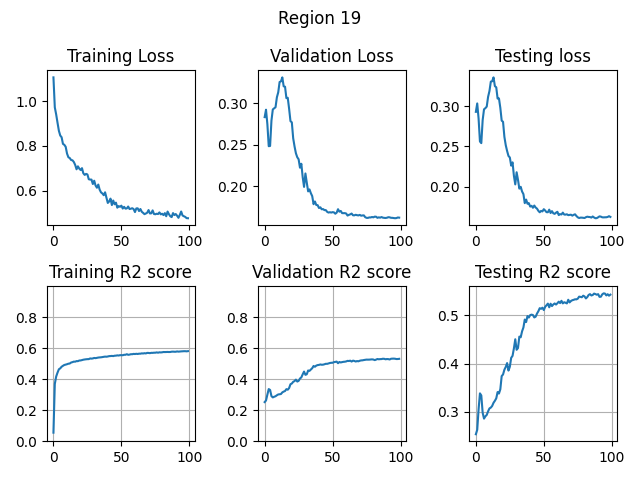 Region 19
Training Loss
Validation Loss
Testing loss
1.0
0.8
0.6
0 50 100
0.30
0.25
0.20
0 50 100
0.30
0.25
0.20
0 50 100
Training R2 score
Validation R2 score
Testing R2 score
0.8
0.6
0.4
0.2
0.0
0 50 100
0.8
0.6
0.4
0.2
0.0
0 50 100
0.5
0.4
0.3
0 50 100